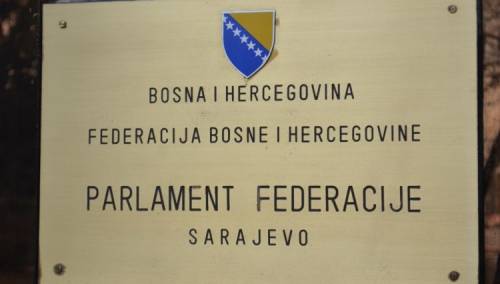 BOSNA I HERCEGOVINA
FEDERACIJA BOSNE I HERCEGOVINE
PARLAMENT FEDERACIJE
SARAJEVO